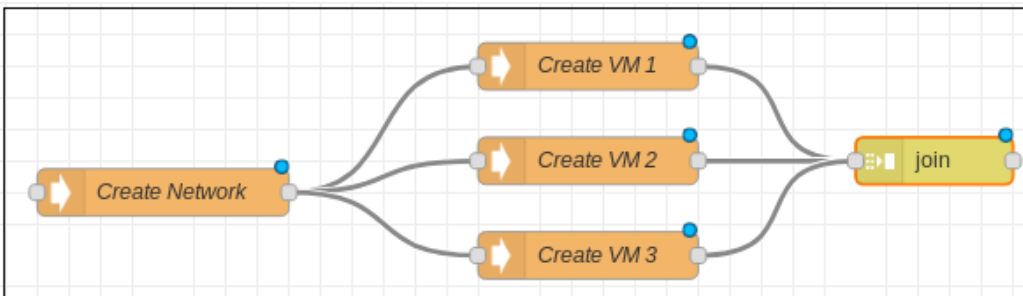 Create VM 1
Create VM 2
join
Create Network
Create VM 3